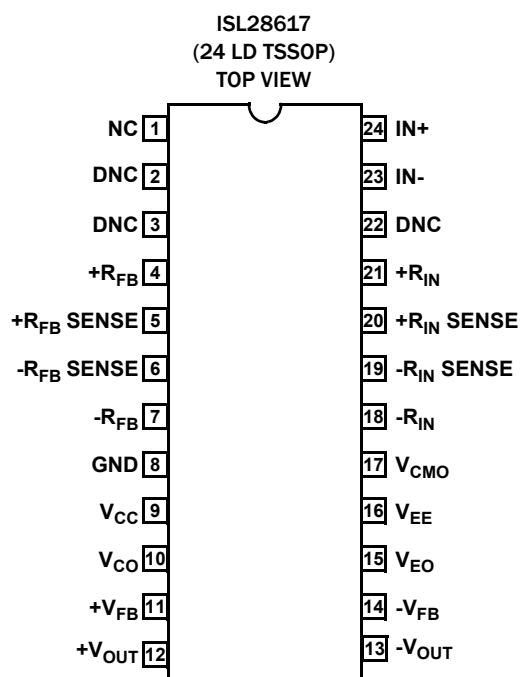 ISL28617
(24 LD TSSOP)
TOP VIEW
NC 1
24 IN+
DNC 2
23 IN-
DNC 3
22 DNC
+RFB 4
21 +RIN
+RFB SENSE 5
20 +RIN SENSE
-RFB SENSE 6
19 -RIN SENSE
-RFB 7
18 -RIN
GND 8
17 VCMO
VCC 9
16 VEE
VCO 10
15 VEO
+VFB 11
14 -VFB
+VOUT 12
13 -VOUT